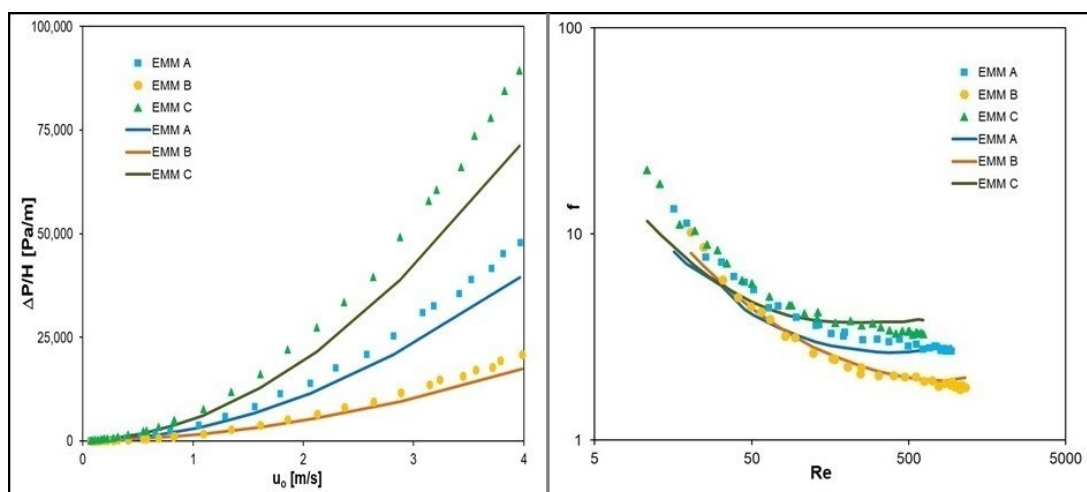 100,000
75,000
50,000
25,000
0
ΔP/H [Pa/m]
EMM A
EMM B
EMM C
EMM A
EMM B
EMM C
0
1
2
3
4
u₀ [m/s]
100
10
1
f
EMM A
EMM B
EMM C
EMM A
EMM B
EMM C
5
50
500
5000
Re